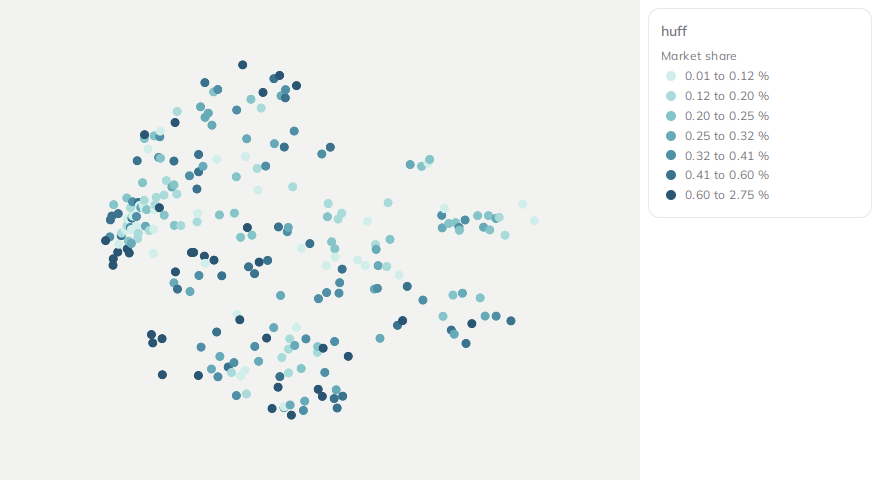 huff
Market share
0.01 to 0.12 %
0.12 to 0.20 %
0.20 to 0.25 %
0.25 to 0.32 %
0.32 to 0.41 %
0.41 to 0.60 %
0.60 to 2.75 %